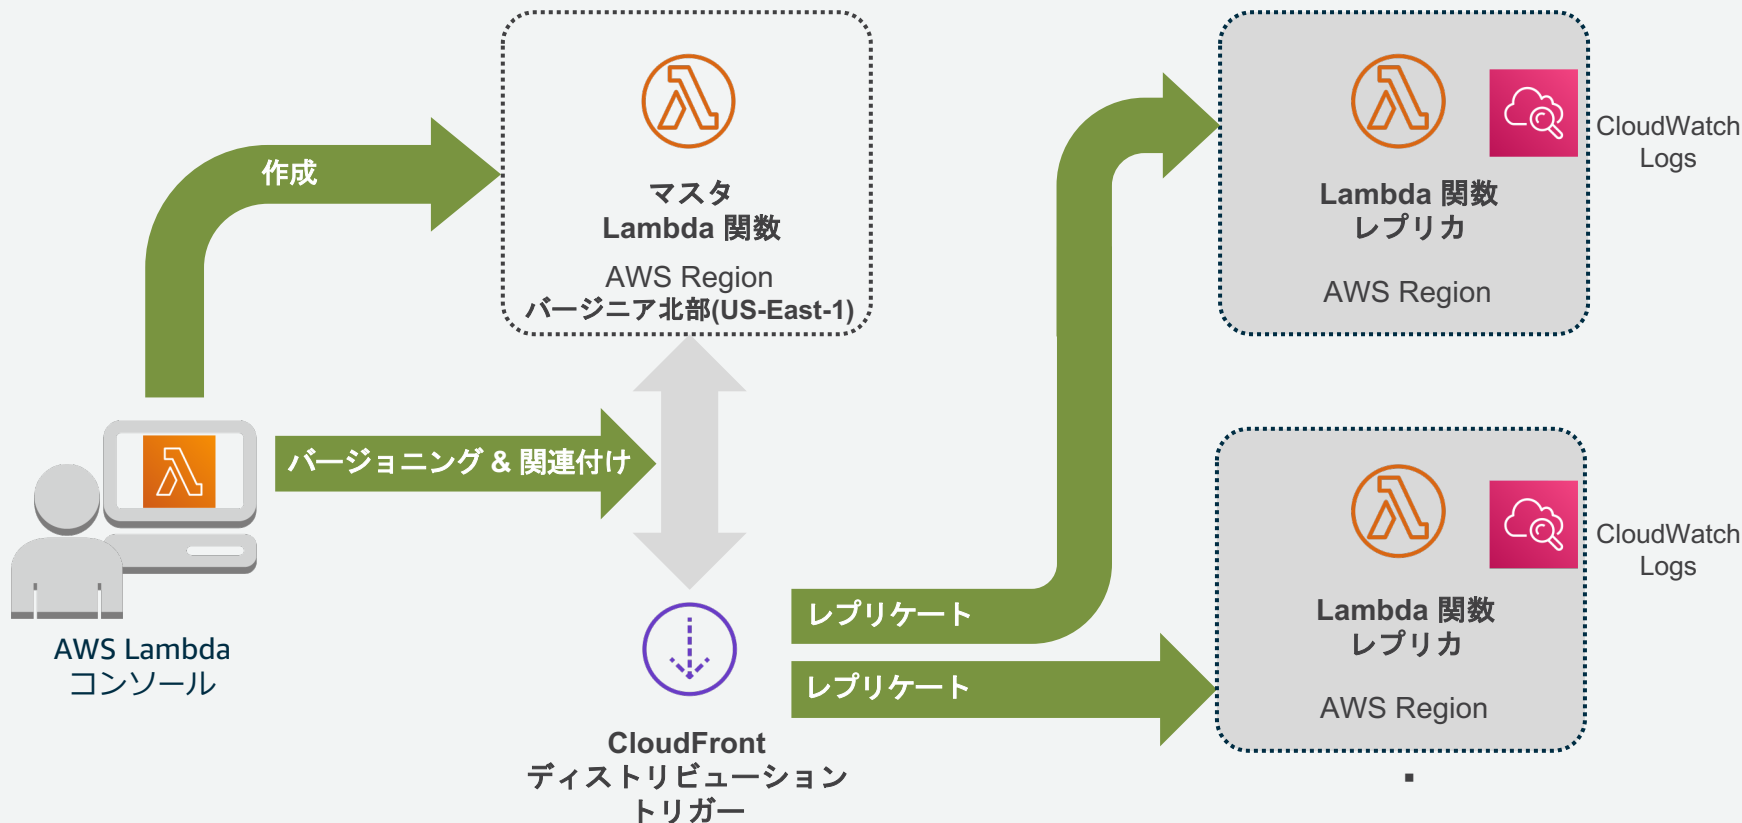 作成
マスタ
Lambda 関数
AWS Region
バージニア北部(US-East-1)
バージョニング & 関連付け
AWS Lambda
コンソール
CloudFront
ディストリビューション
トリガー
レプリケート
レプリケート
Lambda 関数
レプリカ
AWS Region
CloudWatch
Logs
Lambda 関数
レプリカ
AWS Region
CloudWatch
Logs